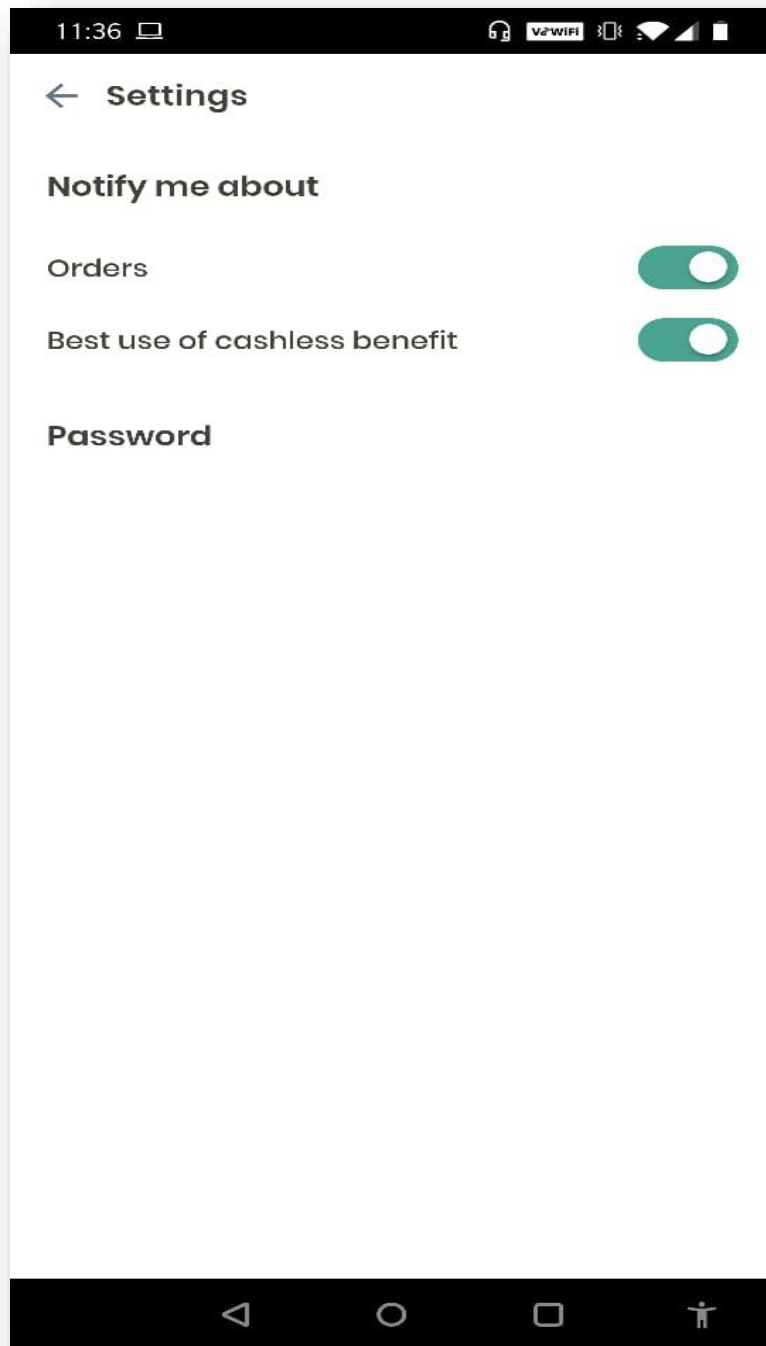 11:36
VoWiFi
Settings
Notify me about
Orders
Best use of cashless benefit
Password